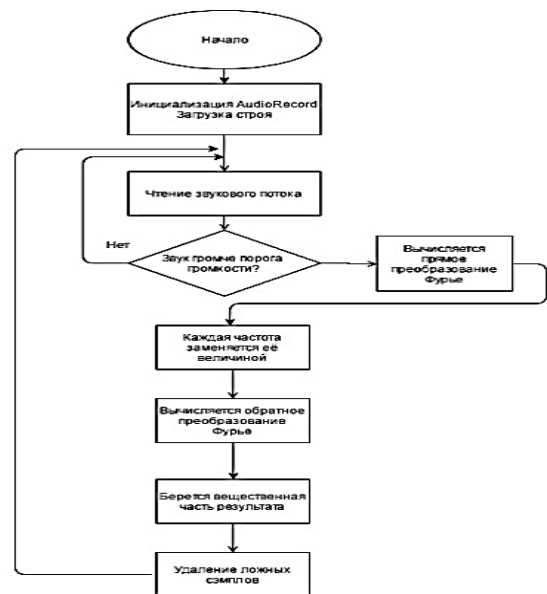 Начало
Инициализация AudioRecord
Загрузка строя
Чтение звукового потока
Нет
Звук громче порога
громкости?
Вычисляется
прямое
преобразование
Фурье
Каждая частота
заменяется её
величиной
Вычисляется обратное
преобразование
Фурье
Берется вещественная
часть результата
Удаление ложных
сэмплов